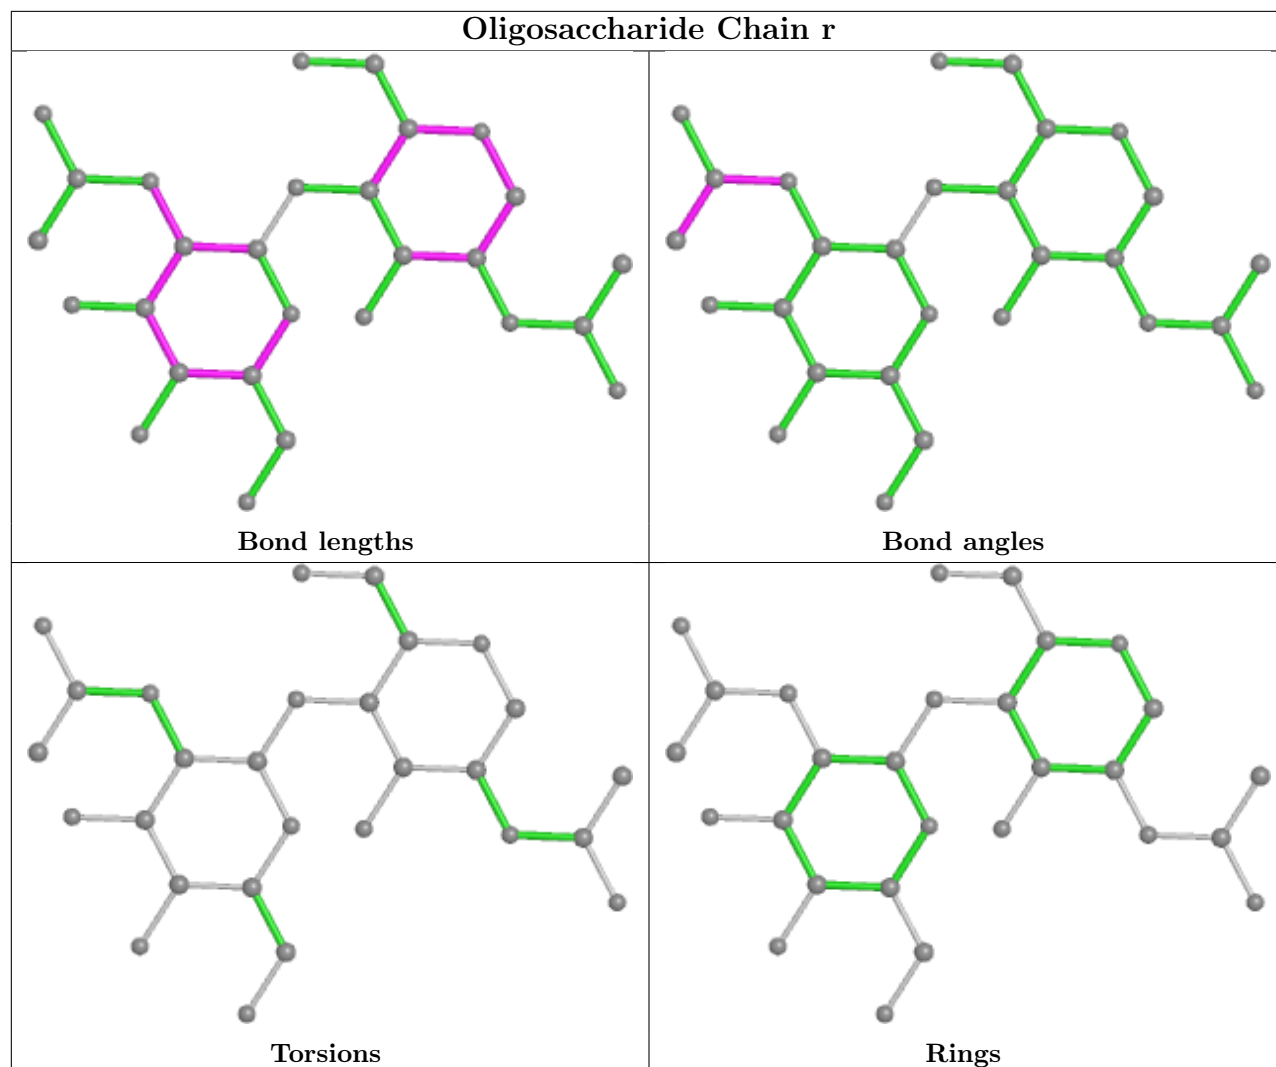 Oligosaccharide Chain r
Bond lengths
Bond angles
Torsions
Rings